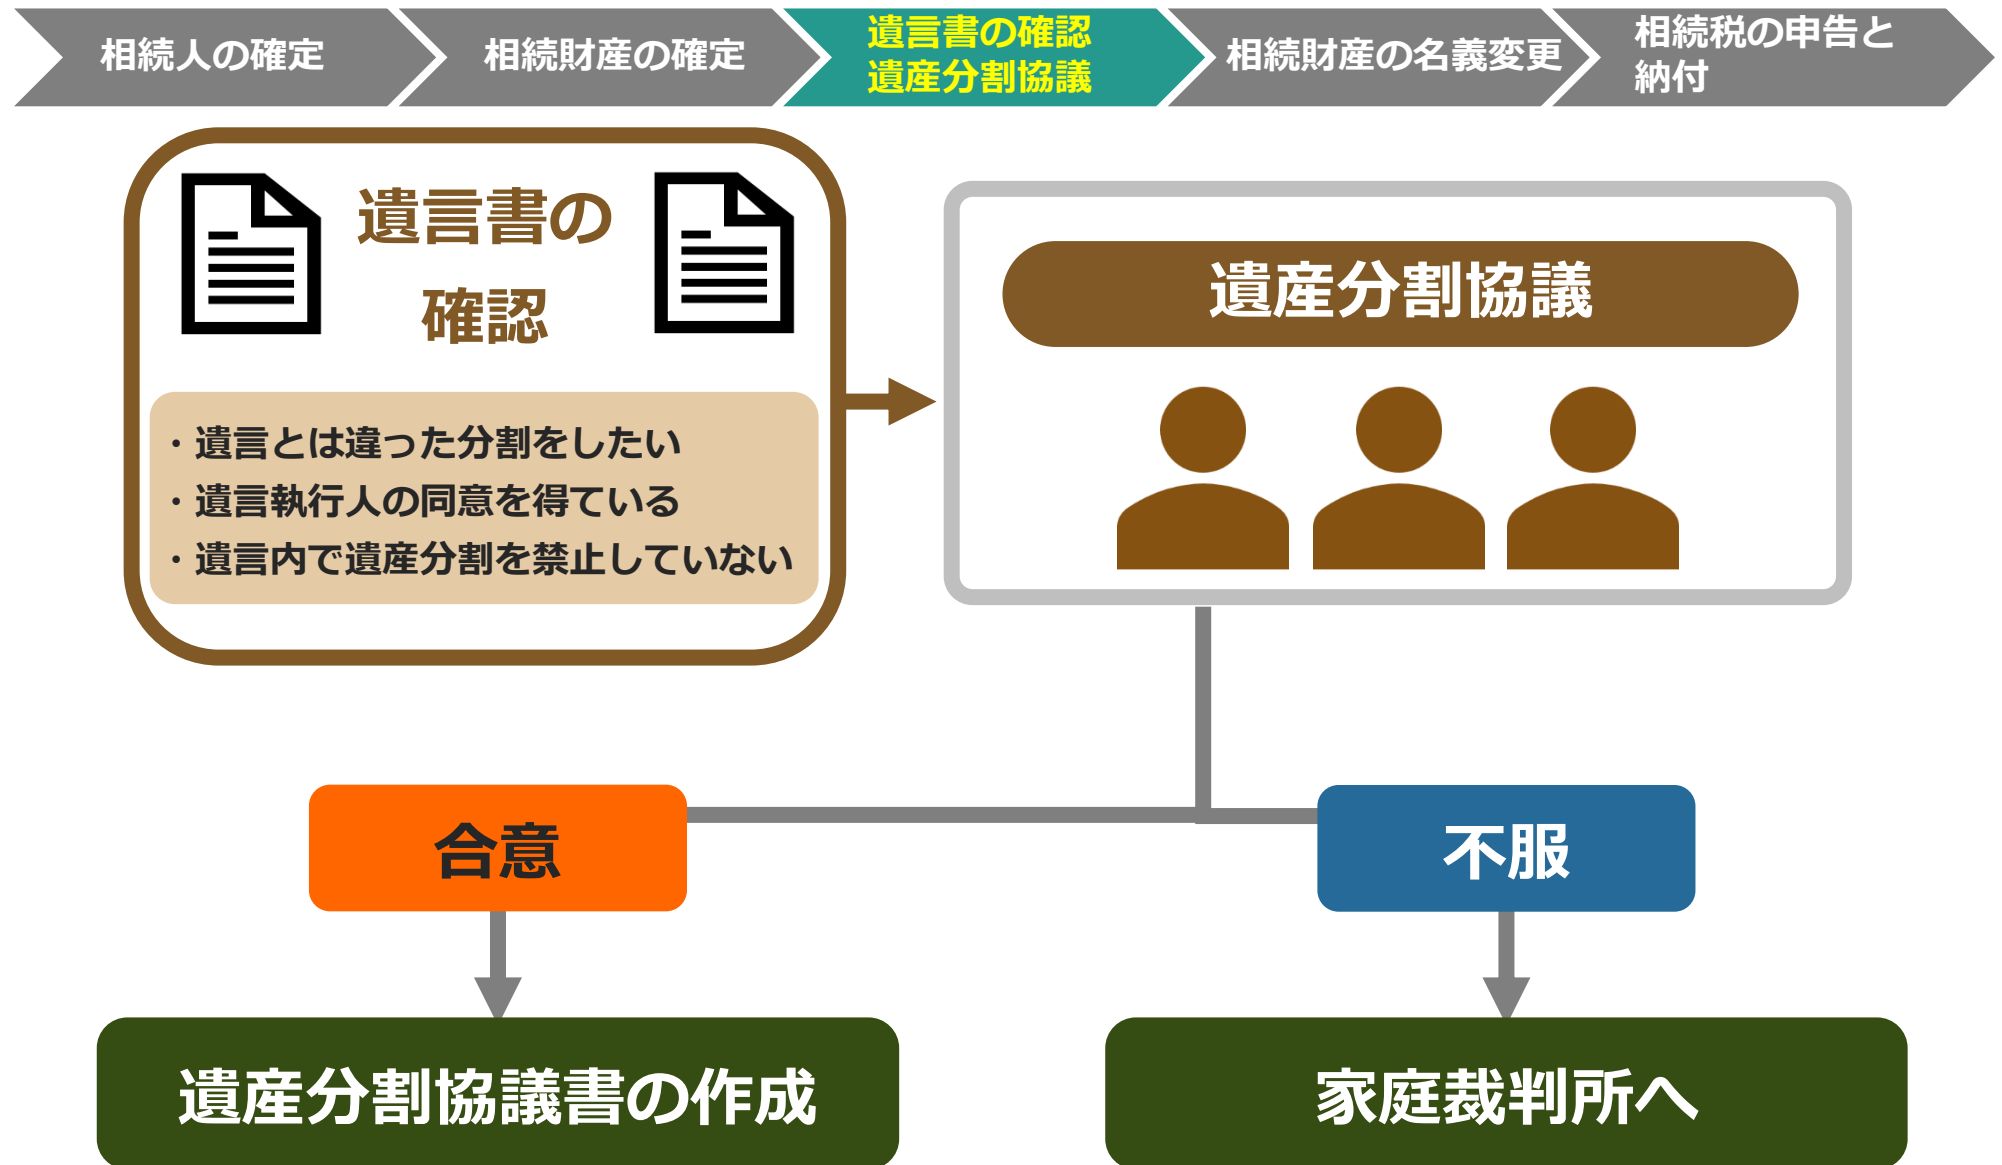 相続人の確定
相続財産の確定
遺言書の確認
遺産分割協議
相続財産の名義変更
相続税の申告と
納付
遺言書の
確認
・遺言とは違った分割をしたい
・遺言執行人の同意を得ている
・遺言内で遺産分割を禁止していない
遺産分割協議
合意
不服
遺産分割協議書の作成
家庭裁判所へ